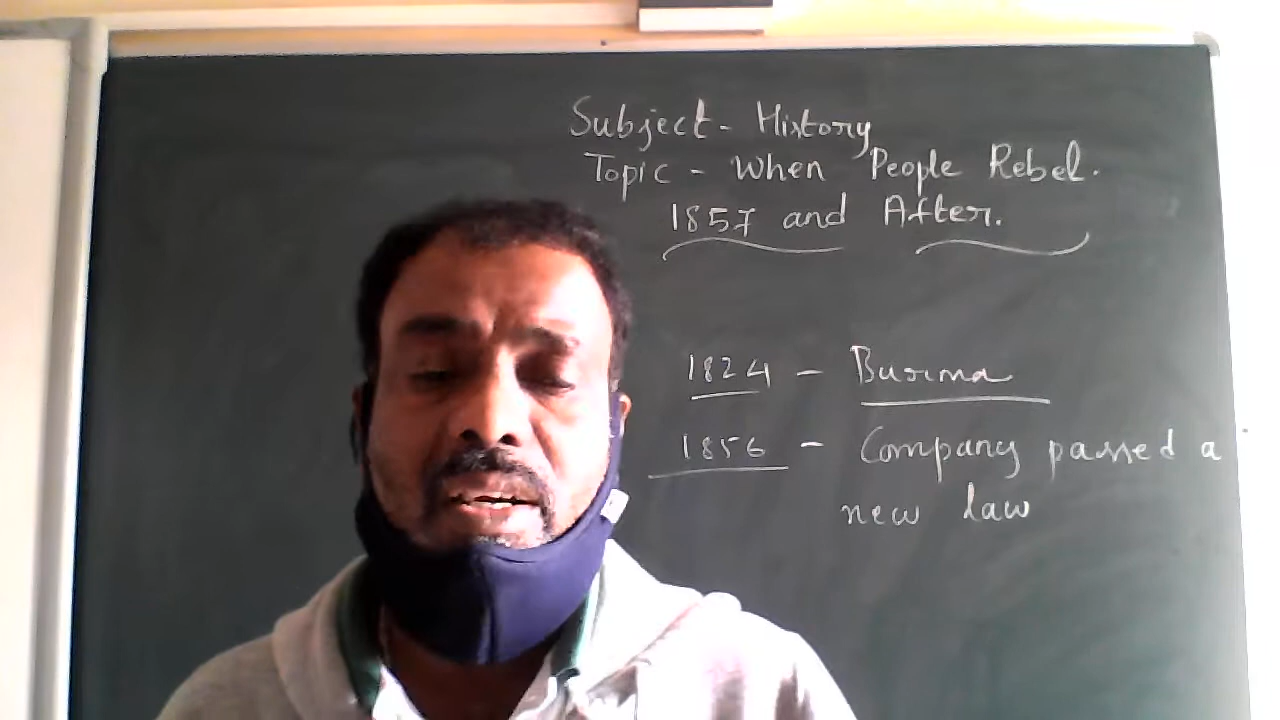 Subject - History
Topic - When People Rebel.
1857 and After.
1824 - Burma
1856 - Company passed a
new law